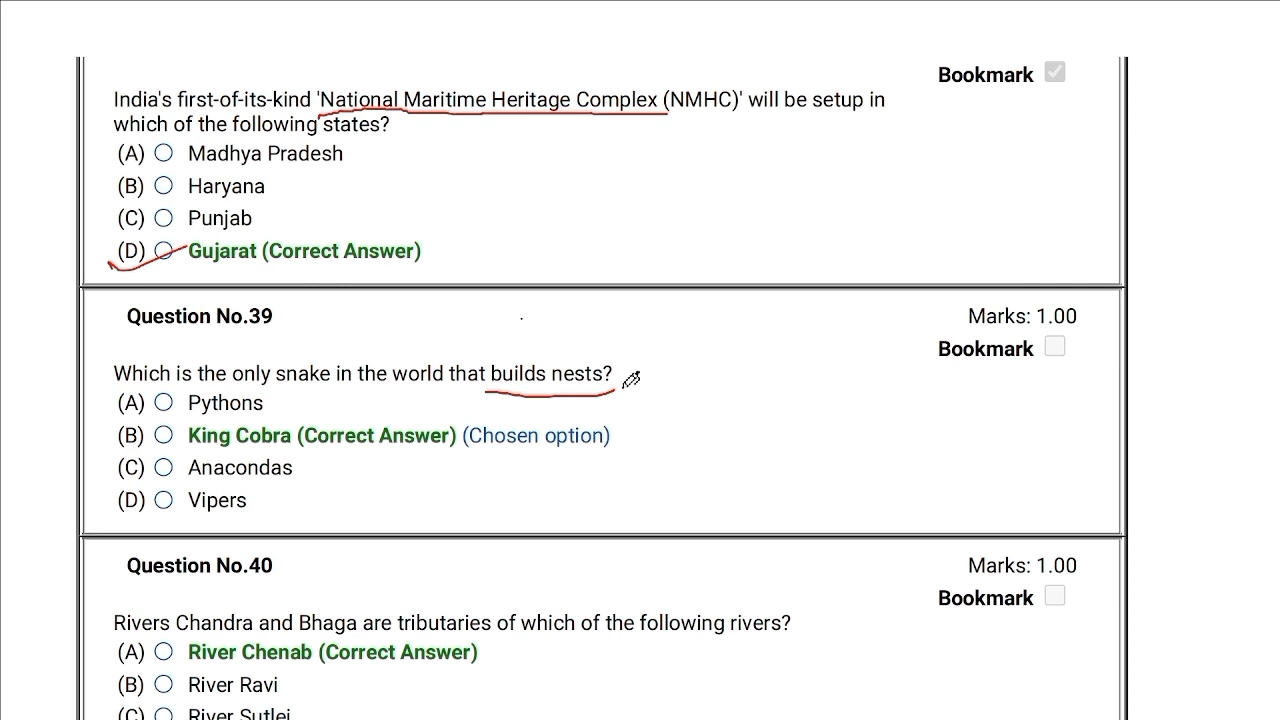 Bookmark
India's first-of-its-kind 'National Maritime Heritage Complex (NMHC)' will be setup in
which of the following states?
(A) Madhya Pradesh
(B) Haryana
(C) Punjab
(D) Gujarat (Correct Answer)
Question No.39 Marks: 1.00
Bookmark
Which is the only snake in the world that builds nests?
(A) Pythons
(B) King Cobra (Correct Answer) (Chosen option)
(C) Anacondas
(D) Vipers
Question No.40 Marks: 1.00
Bookmark
Rivers Chandra and Bhaga are tributaries of which of the following rivers?
(A) River Chenab (Correct Answer)
(B) River Ravi
(C) River Sutlej